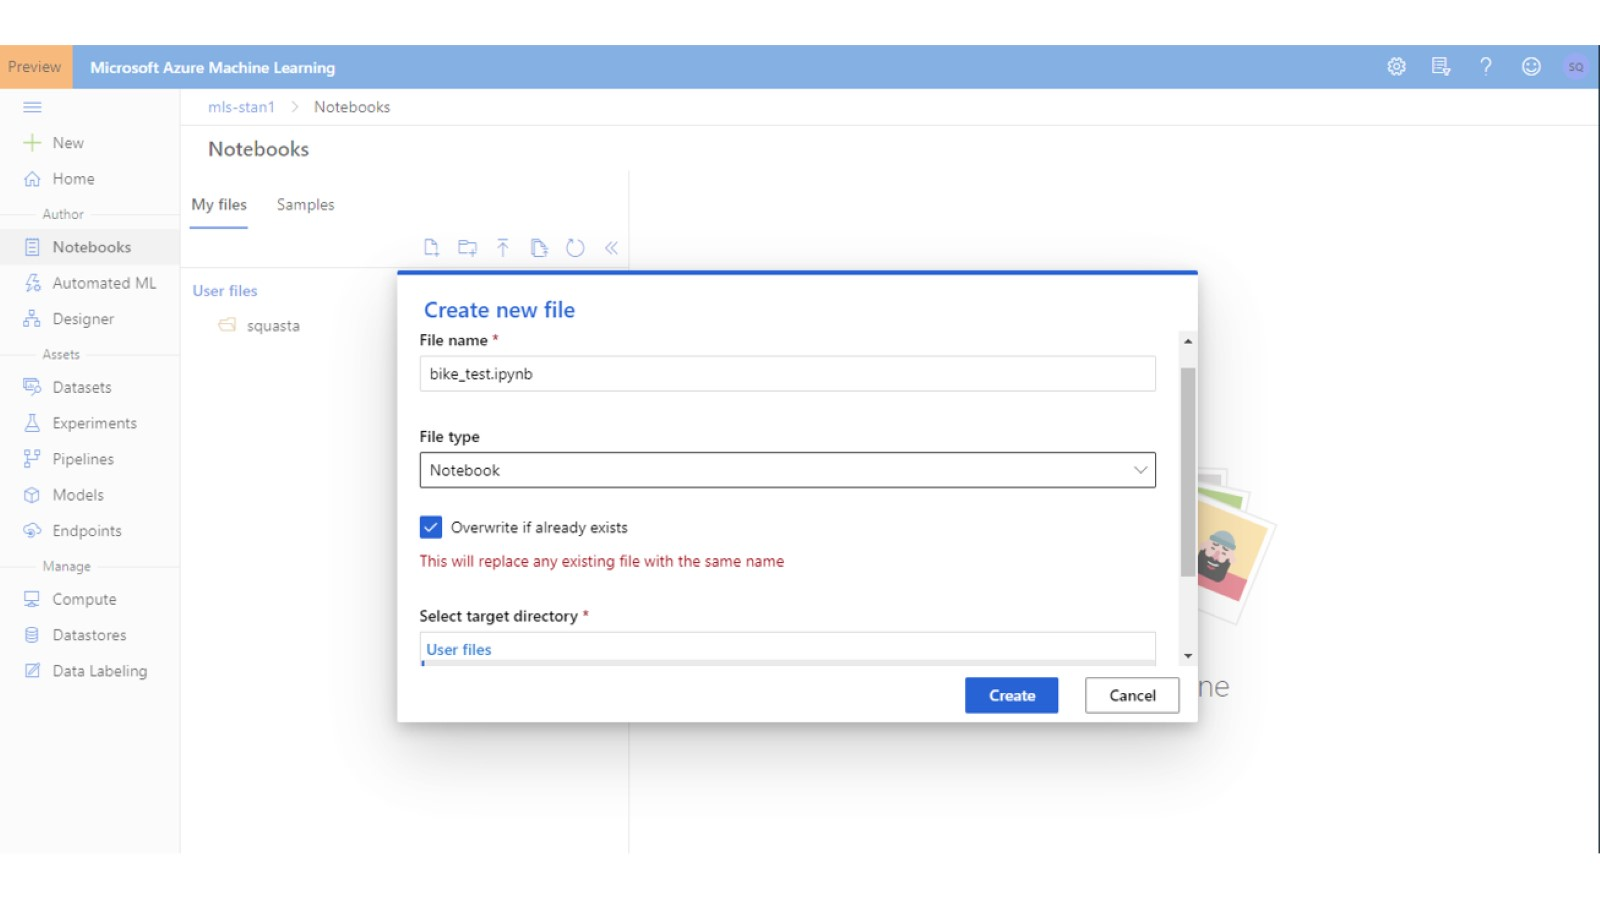 Preview
Microsoft Azure Machine Learning
SQ
mls-stan1 > Notebooks
New
Home
Author
Notebooks
Automated ML
Designer
Assets
Datasets
Experiments
Pipelines
Models
Endpoints
Manage
Compute
Datastores
Data Labeling
Notebooks
My files
Samples
User files
squasta
Create new file
File name *
bike_test.ipynb
File type
Notebook
Overwrite if already exists
This will replace any existing file with the same name
Select target directory *
User files
Create
Cancel
ne